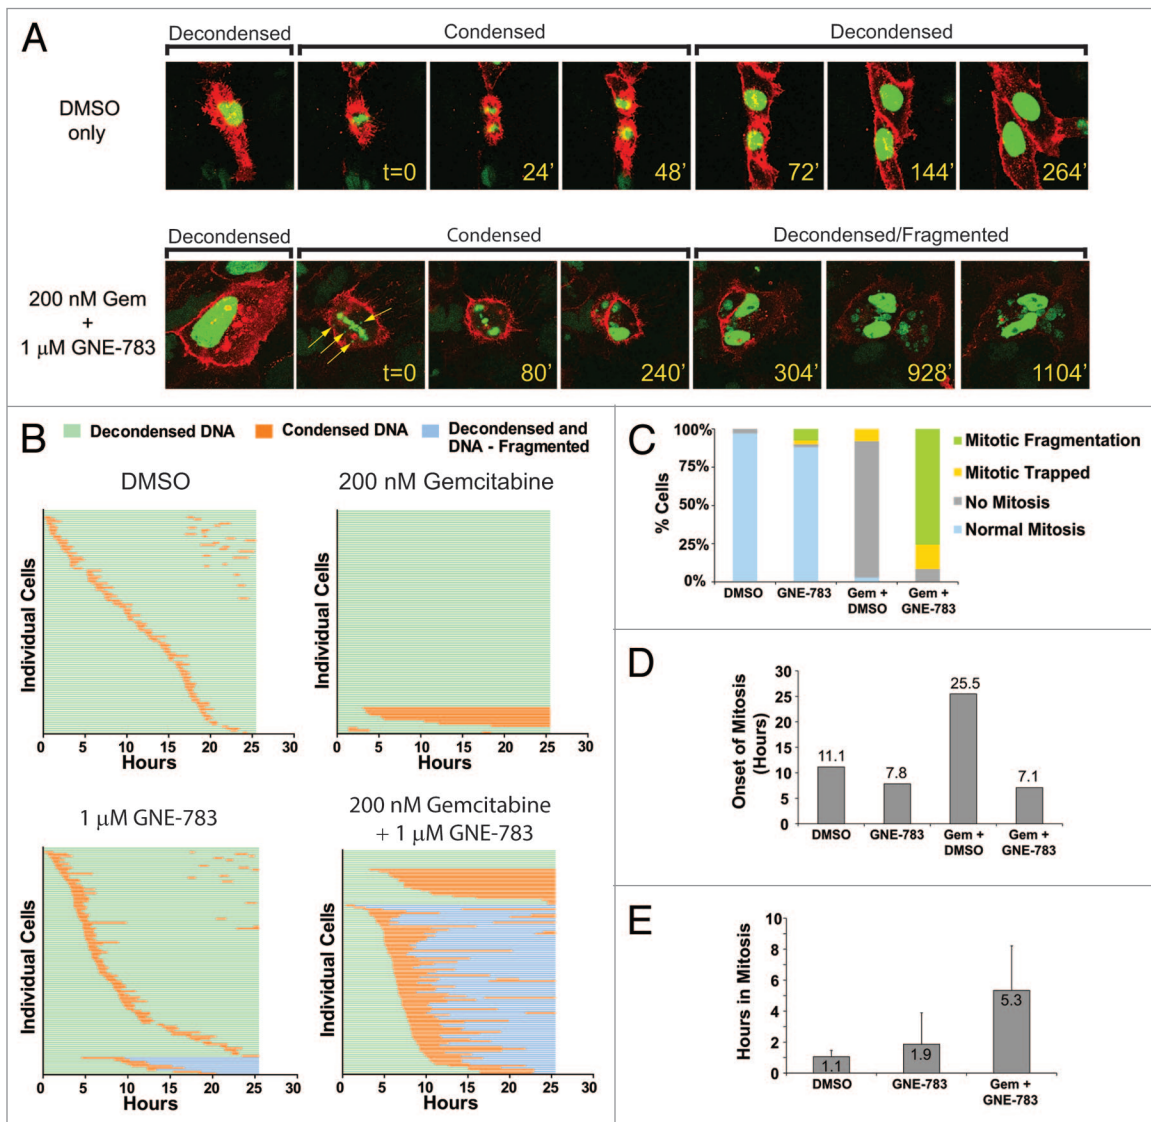 A
Decondensed
Condensed
Decondensed
DMSO
only
t=0
24'
48'
72'
144'
264'
Decondensed
Condensed
Decondensed/Fragmented
200 nM Gem
+
1 μM GNE-783
t=0
80'
240'
304'
928'
1104'
B
Decondensed DNA
Condensed DNA
Decondensed and
DNA - Fragmented
DMSO
Individual Cells
0 5 10 15 20 25 30
Hours
200 nM Gemcitabine
Individual Cells
0 5 10 15 20 25 30
Hours
1 μM GNE-783
Individual Cells
0 5 10 15 20 25 30
Hours
200 nM Gemcitabine
+ 1 μM GNE-783
Individual Cells
0 5 10 15 20 25 30
Hours
C
% Cells
100%
75%
50%
25%
0%
DMSO
GNE-783
Gem +
DMSO
Gem +
GNE-783
Mitotic Fragmentation
Mitotic Trapped
No Mitosis
Normal Mitosis
D
Onset of Mitosis
(Hours)
30
25
20
15
10
5
0
11.1
7.8
25.5
7.1
DMSO
GNE-783
Gem +
DMSO
Gem +
GNE-783
E
Hours in Mitosis
10
8
6
4
2
0
1.1
1.9
5.3
DMSO
GNE-783
Gem +
GNE-783